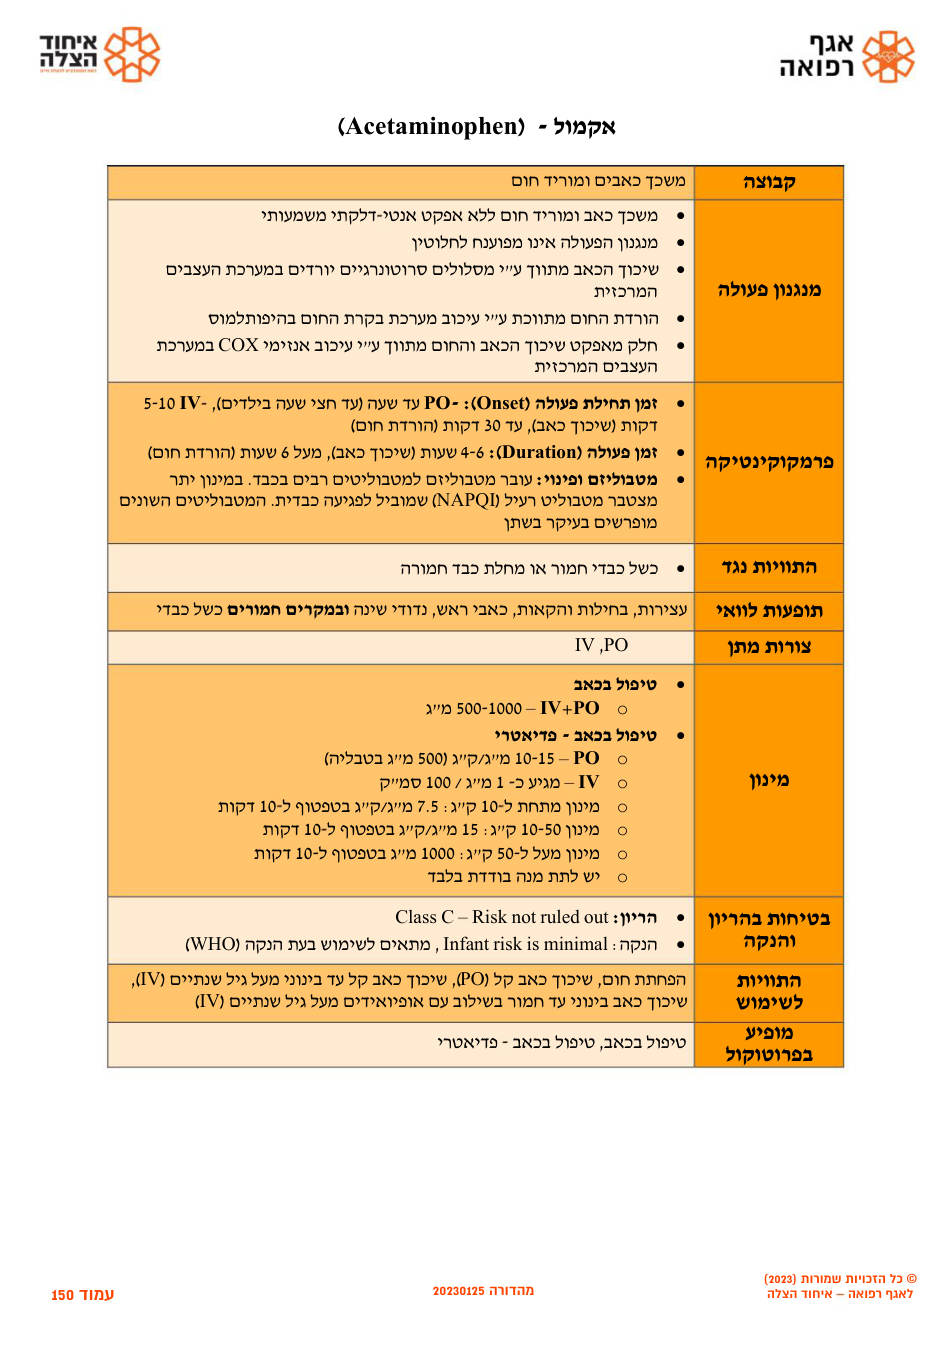 אגף
רפואה
איחוד
הצלה
אקמול - (Acetaminophen)
קבוצה
משכך כאבים ומוריד חום
מנגנון פעולה
• משכך כאב ומוריד חום ללא אפקט אנטי-דלקתי משמעותי
• מנגנון הפעולה אינו מפוענח לחלוטין
• שיכוך הכאב מתווך ע״י מסלולים סרוטונרגיים יורדים במערכת העצבים
המרכזית
• הורדת החום מתווכת ע״י עיכוב מערכת בקרת החום בהיפותלמוס
• חלק מאפקט שיכוך הכאב והחום מתווך ע״י עיכוב אנזימי COX במערכת
העצבים המרכזית
פרמקוקינטיקה
• זמן תחילת פעולה (Onset): PO- עד שעה (עד חצי שעה בילדים), IV- 5-10
דקות (שיכוך כאב), עד 30 דקות (הורדת חום)
• זמן פעולה (Duration): 4-6 שעות (שיכוך כאב), מעל 6 שעות (הורדת חום)
• מטבוליזם ופינוי: עובר מטבוליזם למטבוליטים רבים בכבד. במינון יתר
מצטבר מטבוליט רעיל (NAPQI) שמוביל לפגיעה כבדית. המטבוליטים השונים
מופרשים בעיקר בשתן
התוויות נגד
• כשל כבדי חמור או מחלת כבד חמורה
תופעות לוואי
עצירות, בחילות והקאות, כאבי ראש, נדודי שינה ובמקרים חמורים כשל כבדי
צורות מתן
PO, IV
מינון
• טיפול בכאב
o IV+PO – 500-1000 מ״ג
• טיפול בכאב - פדיאטרי
o PO – 10-15 מ״ג/ק״ג (500 מ״ג בטבליה)
o IV – מגיע כ- 1 מ״ג / 100 סמ״ק
o מינון מתחת ל-10 ק״ג: 7.5 מ״ג/ק״ג בטפטוף ל-10 דקות
o מינון 10-50 ק״ג: 15 מ״ג/ק״ג בטפטוף ל-10 דקות
o מינון מעל ל-50 ק״ג: 1000 מ״ג בטפטוף ל-10 דקות
o יש לתת מנה בודדת בלבד
בטיחות בהריון
והנקה
• הריון: Class C – Risk not ruled out
• הנקה: Infant risk is minimal , מתאים לשימוש בעת הנקה (WHO)
התוויות
לשימוש
הפחתת חום, שיכוך כאב קל (PO), שיכוך כאב קל עד בינוני מעל גיל שנתיים (IV),
שיכוך כאב בינוני עד חמור בשילוב עם אופיואידים מעל גיל שנתיים (IV)
מופיע
בפרוטוקול
טיפול בכאב, טיפול בכאב - פדיאטרי
© כל הזכויות שמורות (2023)
לאגף רפואה – איחוד הצלה
מהדורה 20230125
עמוד 150